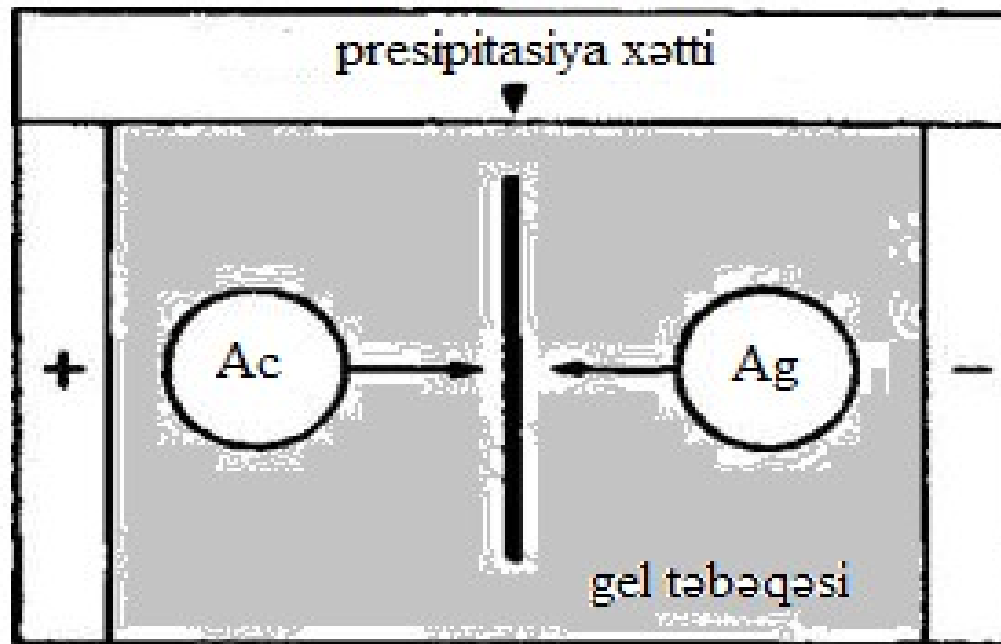 presipitasiya xətti
+ Ac Ag −
gel təbəqəsi